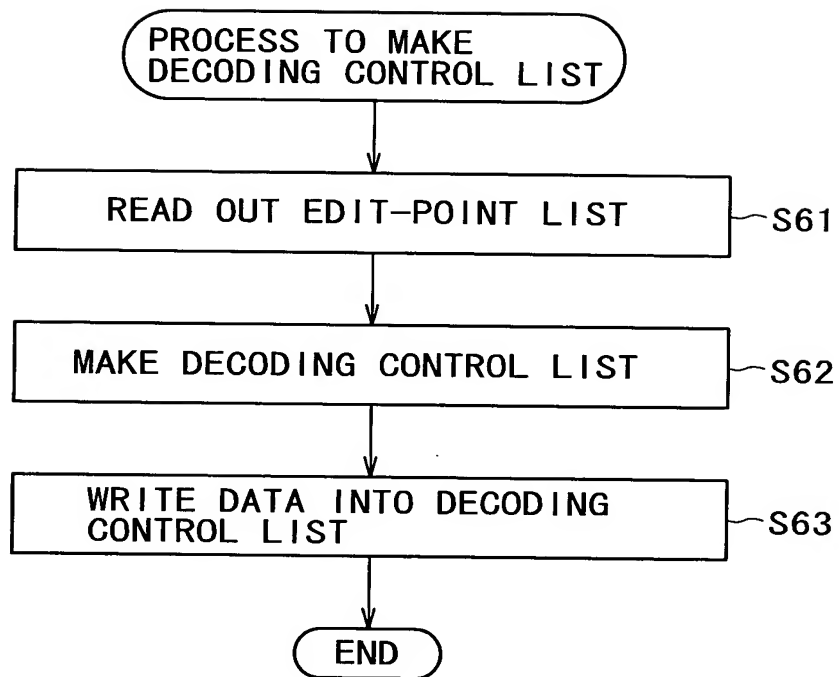 PROCESS TO MAKE
DECODING CONTROL LIST
READ OUT EDIT-POINT LIST
S61
MAKE DECODING CONTROL LIST
S62
WRITE DATA INTO DECODING
CONTROL LIST
S63
END